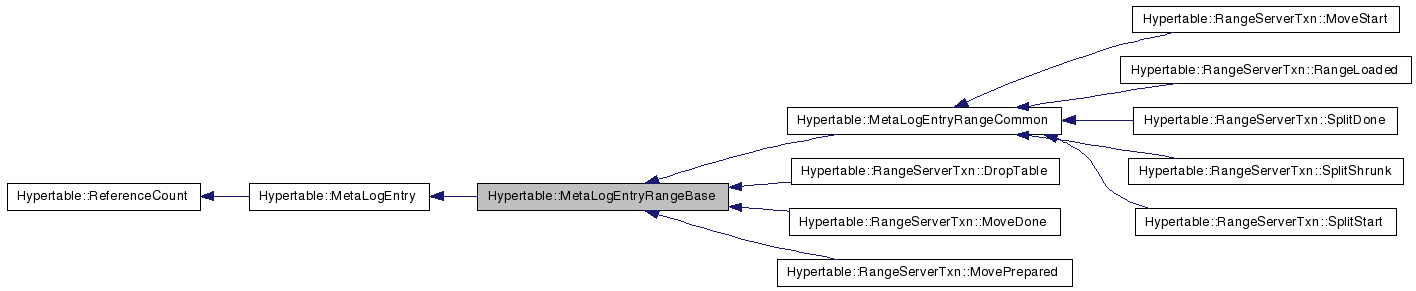 Hypertable::RangeServerTxn::MoveStart
Hypertable::RangeServerTxn::RangeLoaded
Hypertable::MetaLogEntryRangeCommon
Hypertable::RangeServerTxn::SplitDone
Hypertable::RangeServerTxn::DropTable
Hypertable::RangeServerTxn::SplitShrunk
Hypertable::ReferenceCount
Hypertable::MetaLogEntry
Hypertable::MetaLogEntryRangeBase
Hypertable::RangeServerTxn::MoveDone
Hypertable::RangeServerTxn::SplitStart
Hypertable::RangeServerTxn::MovePrepared